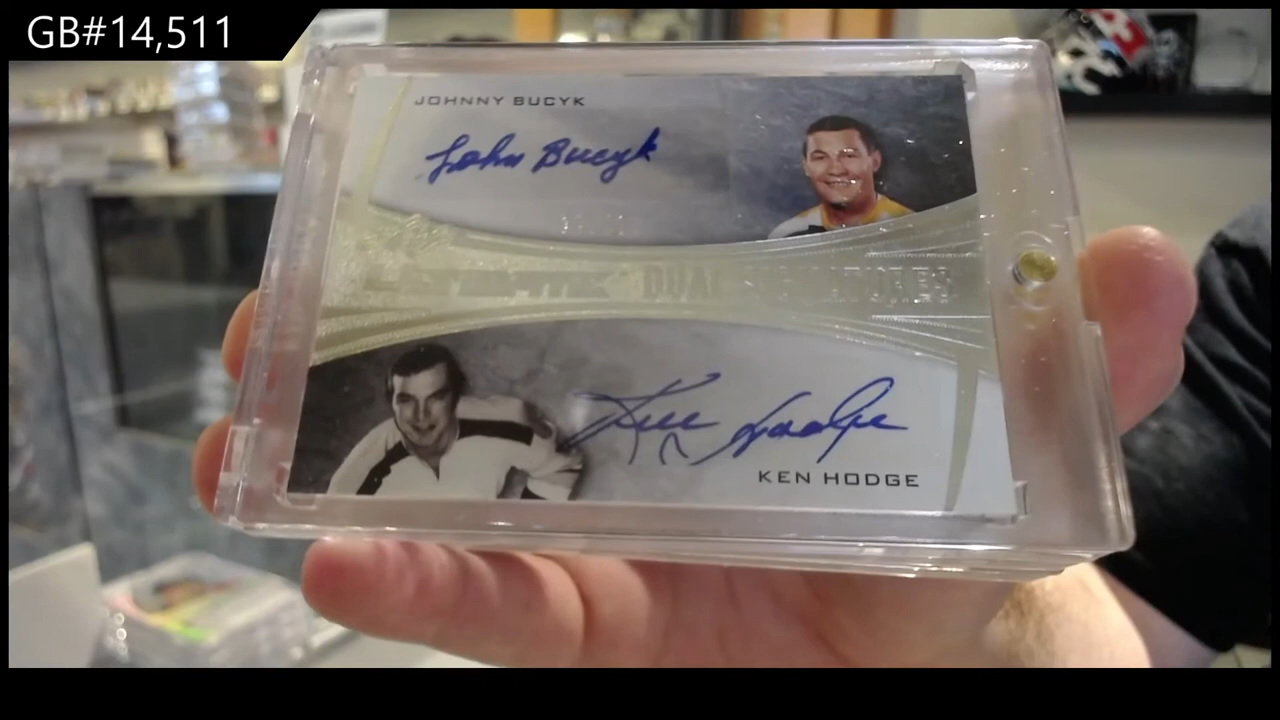 GB#14,511
JOHNNY BUCYK
John Bucyk
DUAL SIGNATURES
Ken Hodge
KEN HODGE